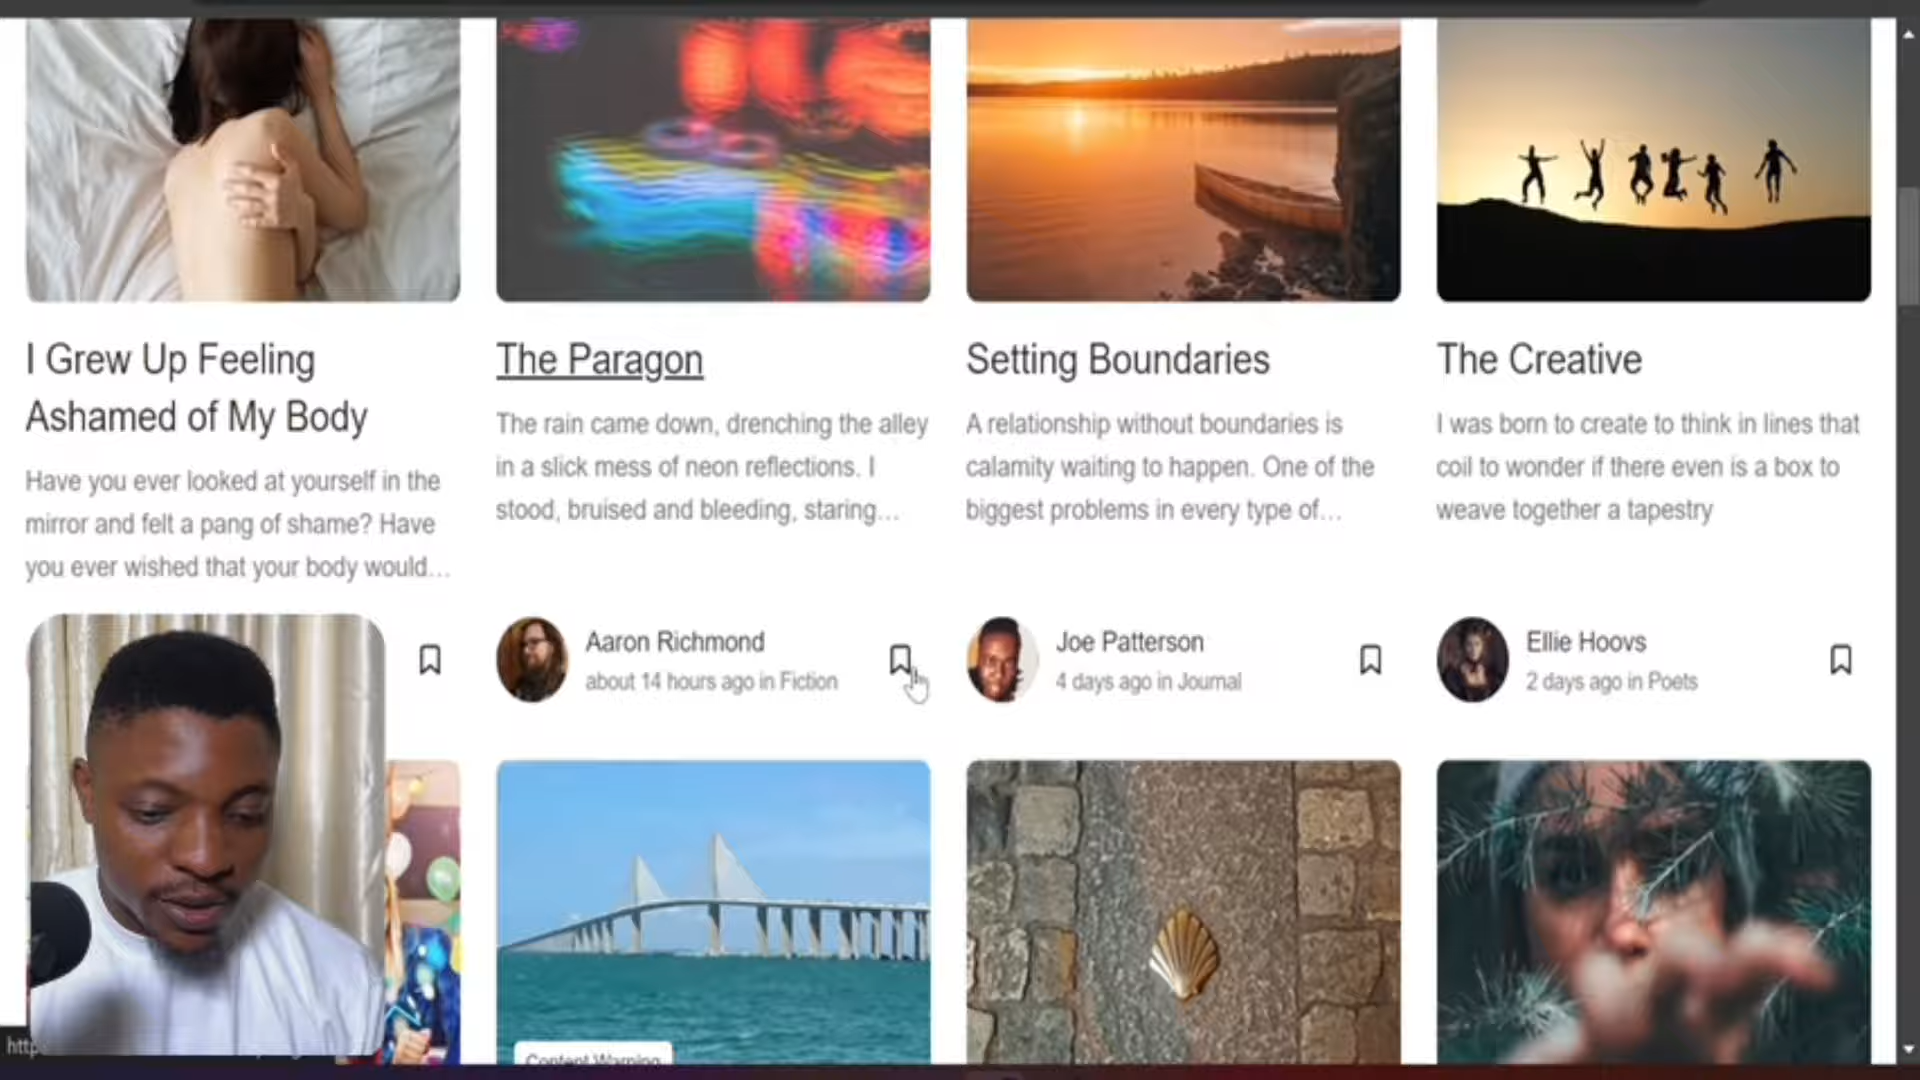 I Grew Up Feeling
Ashamed of My Body
Have you ever looked at yourself in the
mirror and felt a pang of shame? Have
you ever wished that your body would...
The Paragon
The rain came down, drenching the alley
in a slick mess of neon reflections. I
stood, bruised and bleeding, staring...
Aaron Richmond
about 14 hours ago in Fiction
Setting Boundaries
A relationship without boundaries is
calamity waiting to happen. One of the
biggest problems in every type of...
Joe Patterson
4 days ago in Journal
The Creative
I was born to create to think in lines that
coil to wonder if there even is a box to
weave together a tapestry
Ellie Hoovs
2 days ago in Poets
Content Warning